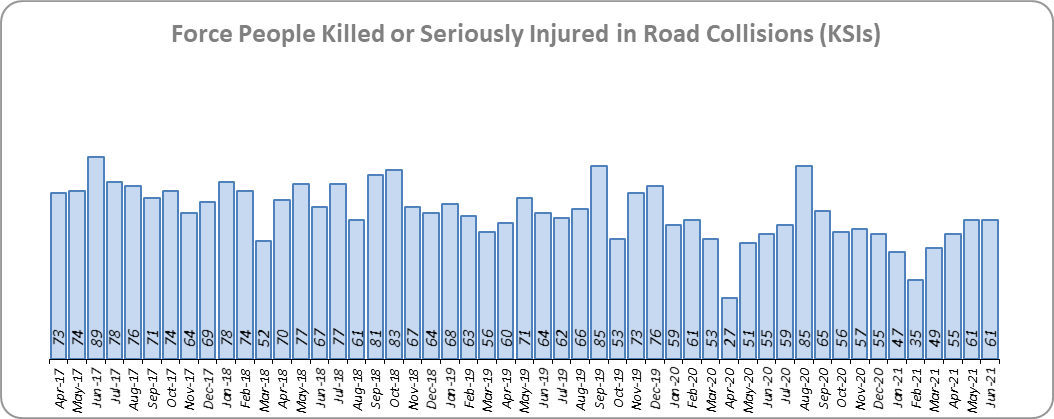 Force People Killed or Seriously Injured in Road Collisions (KSIs)
73 74 89 78 76 71 74 64 69 78 74 52 70 77 67 77 61 81 83 67 64 68 63 56 60 71 64 62 66 85 53 73 76 59 61 53 27 51 55 59 85 65 56 57 55 47 35 49 55 61 61
Apr-17 May-17 Jun-17 Jul-17 Aug-17 Sep-17 Oct-17 Nov-17 Dec-17 Jan-18 Feb-18 Mar-18 Apr-18 May-18 Jun-18 Jul-18 Aug-18 Sep-18 Oct-18 Nov-18 Dec-18 Jan-19 Feb-19 Mar-19 Apr-19 May-19 Jun-19 Jul-19 Aug-19 Sep-19 Oct-19 Nov-19 Dec-19 Jan-20 Feb-20 Mar-20 Apr-20 May-20 Jun-20 Jul-20 Aug-20 Sep-20 Oct-20 Nov-20 Dec-20 Jan-21 Feb-21 Mar-21 Apr-21 May-21 Jun-21